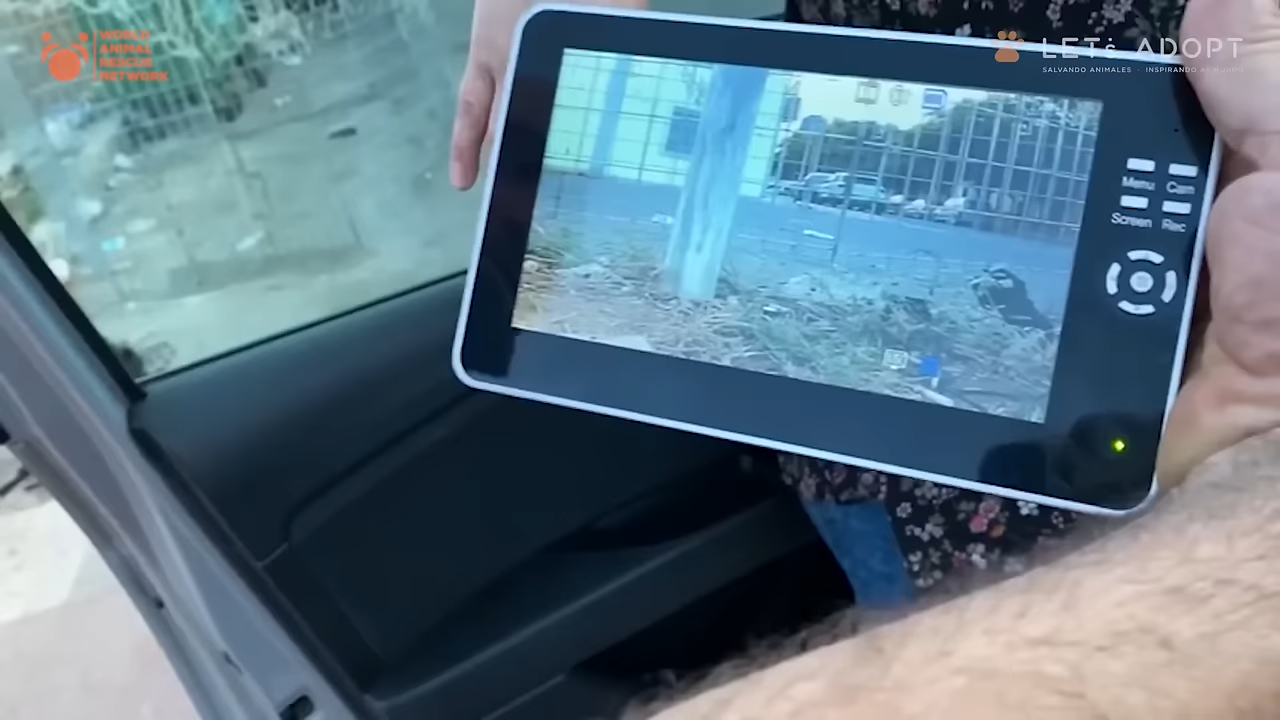 WORLD
ANIMAL
RESCUE
NETWORK
LET's ADOPT
SALVANDO ANIMALES · INSPIRANDO AL MUNDO
Menu Cam
Screen Rec